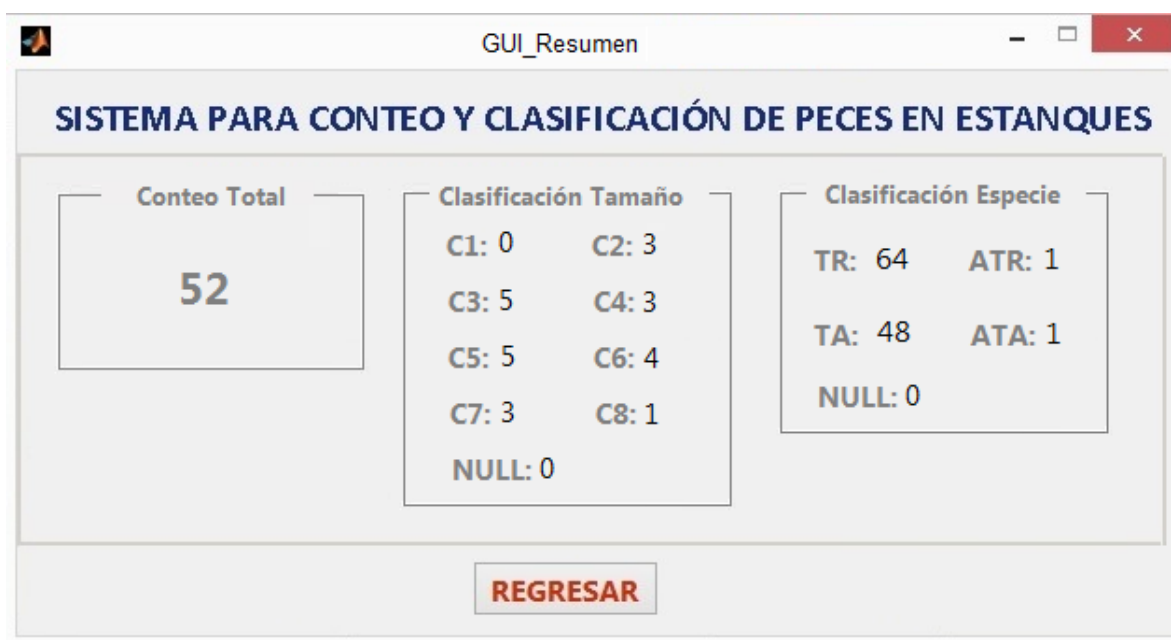 GUI_Resumen
SISTEMA PARA CONTEO Y CLASIFICACIÓN DE PECES EN ESTANQUES
Conteo Total
52
Clasificación Tamaño
C1: 0 C2: 3
C3: 5 C4: 3
C5: 5 C6: 4
C7: 3 C8: 1
NULL: 0
Clasificación Especie
TR: 64 ATR: 1
TA: 48 ATA: 1
NULL: 0
REGRESAR